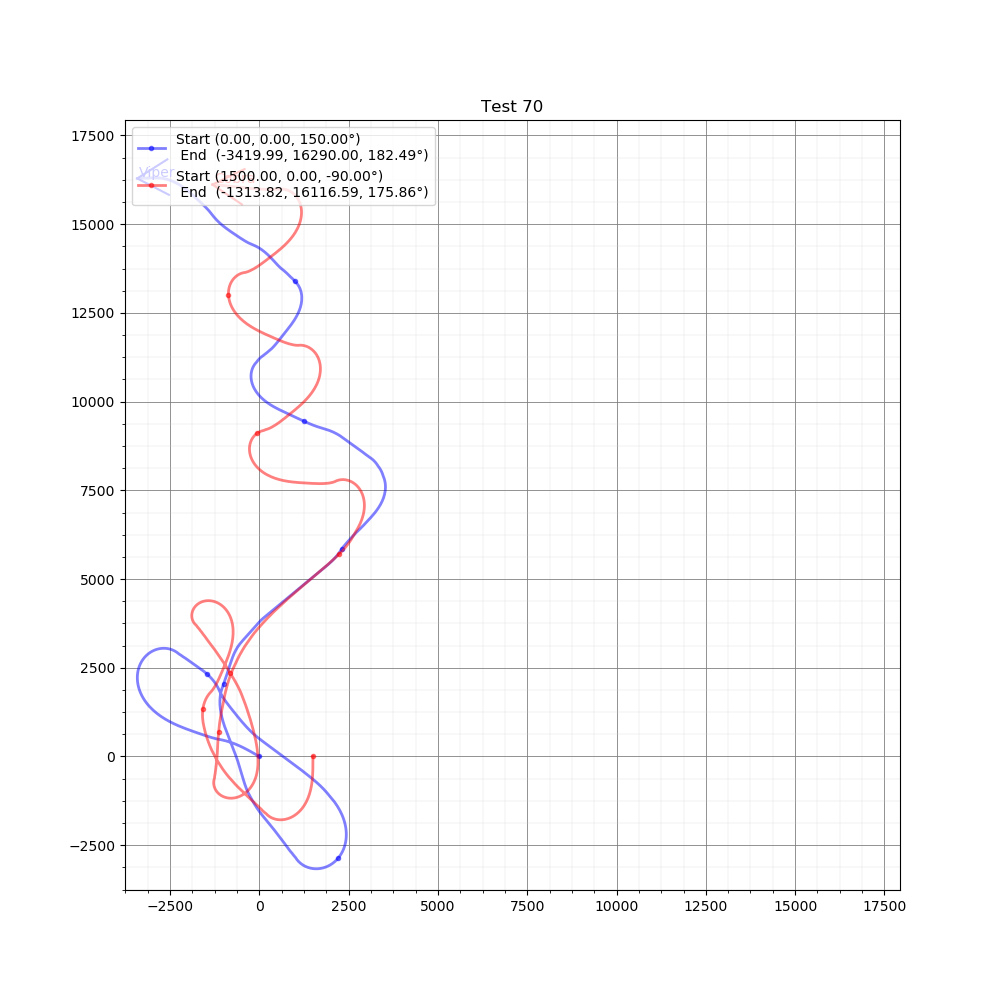 Test 70
Start (0.00, 0.00, 150.00°)
End (-3419.99, 16290.00, 182.49°)
Start (1500.00, 0.00, -90.00°)
End (-1313.82, 16116.59, 175.86°)
Viper
17500
15000
12500
10000
7500
5000
2500
0
−2500
−2500 0 2500 5000 7500 10000 12500 15000 17500